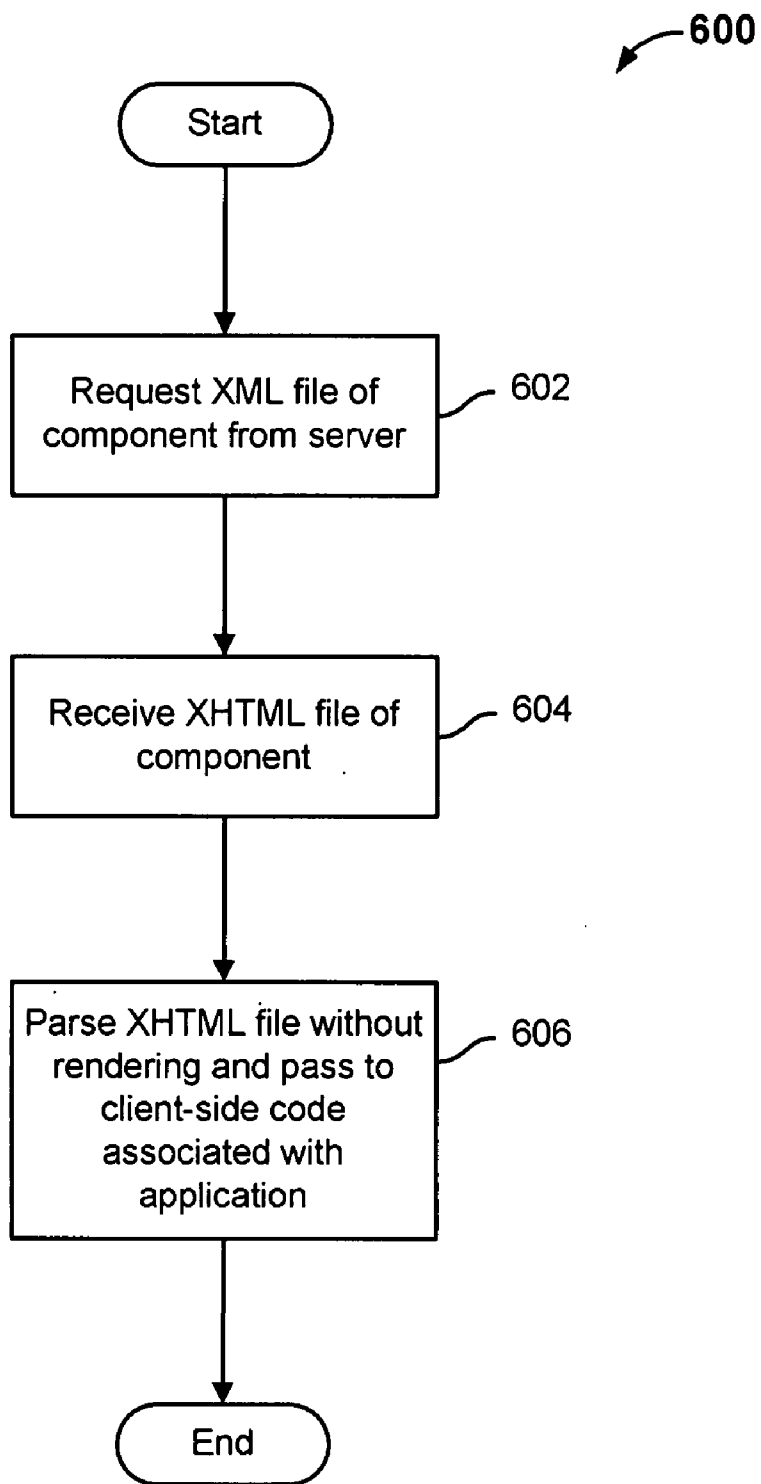 600
Start
Request XML file of
component from server
602
Receive XHTML file of
component
604
Parse XHTML file without
rendering and pass to
client-side code
associated with
application
606
End